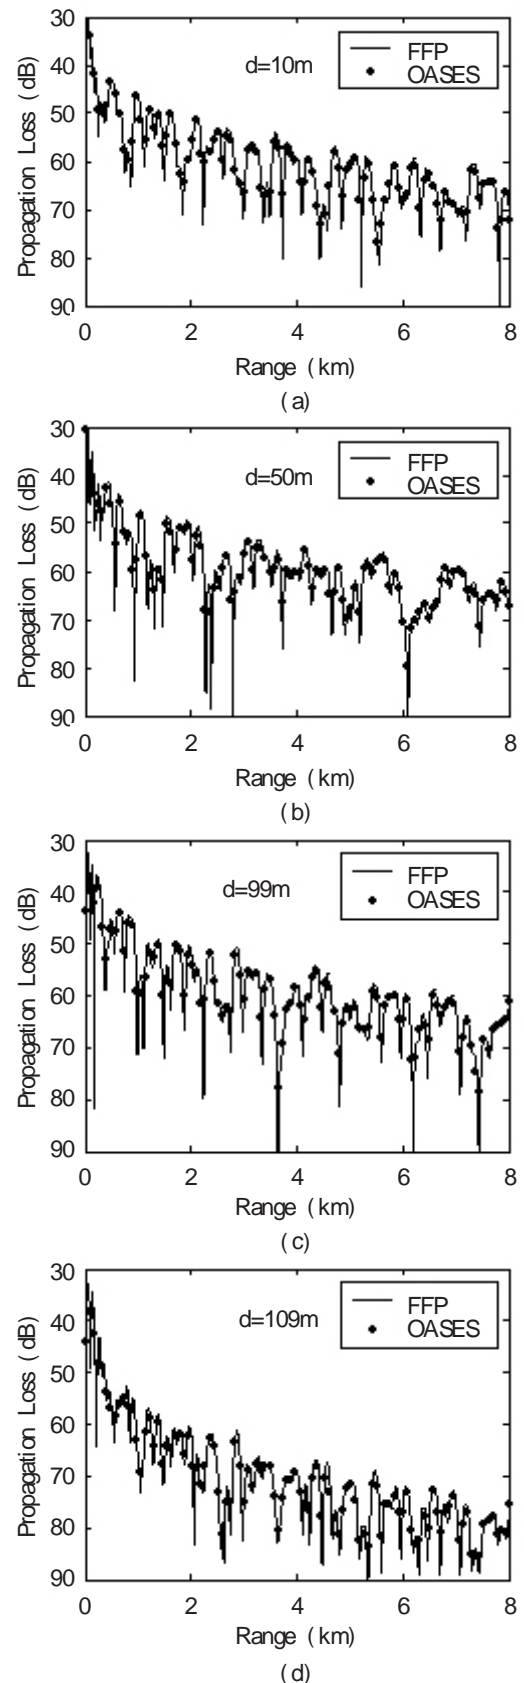 30
40
50
60
70
80
90
Propagation Loss (dB)
d=10m
FFP
OASES
0 2 4 6 8
Range (km)
(a)
30
40
50
60
70
80
90
Propagation Loss (dB)
d=50m
FFP
OASES
0 2 4 6 8
Range (km)
(b)
30
40
50
60
70
80
90
Propagation Loss (dB)
d=99m
FFP
OASES
0 2 4 6 8
Range (km)
(c)
30
40
50
60
70
80
90
Propagation Loss (dB)
d=109m
FFP
OASES
0 2 4 6 8
Range (km)
(d)